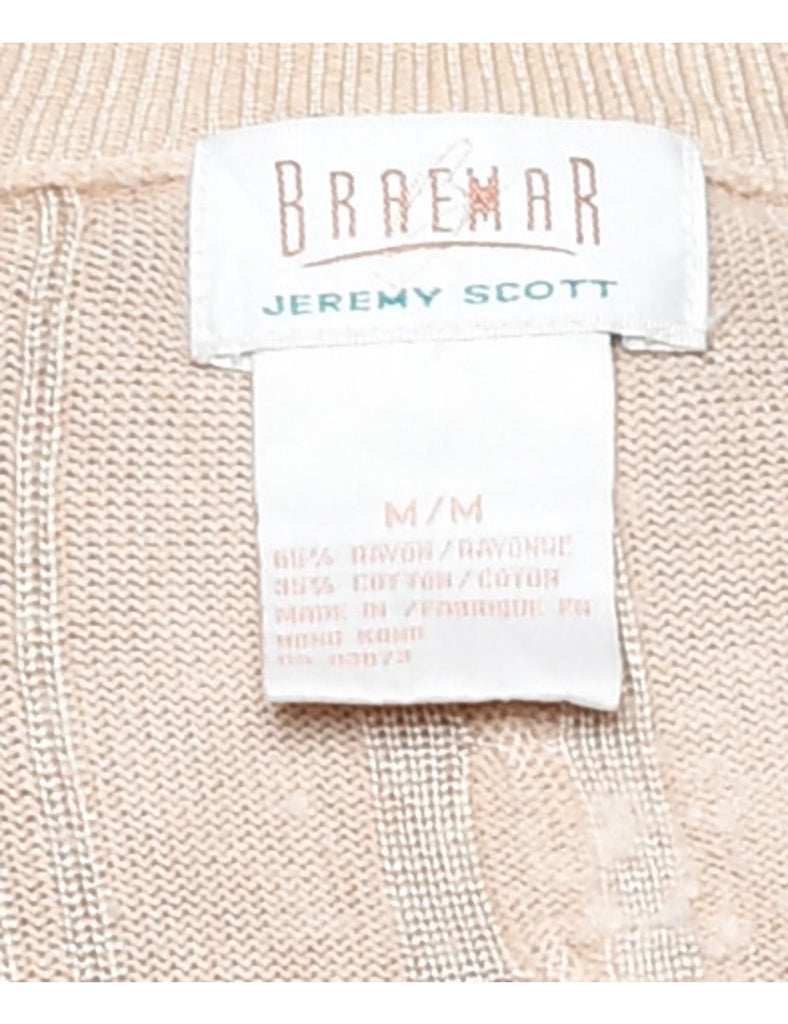 BRAEMAR
JEREMY SCOTT
M/M
65% RAYON/RAYONNE
35% COTTON/COTON
MADE IN /FABRIQUE EN
HONG KONG